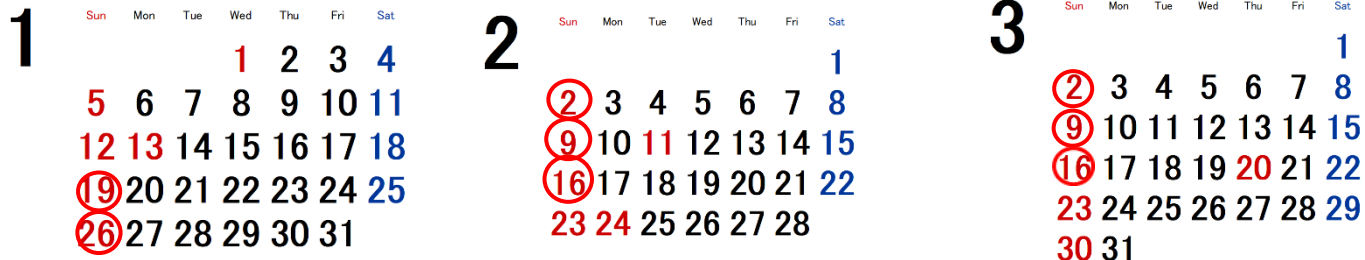 1
Sun Mon Tue Wed Thu Fri Sat
1 2 3 4
5 6 7 8 9 10 11
12 13 14 15 16 17 18
19 20 21 22 23 24 25
26 27 28 29 30 31
2
Sun Mon Tue Wed Thu Fri Sat
1
2 3 4 5 6 7 8
9 10 11 12 13 14 15
16 17 18 19 20 21 22
23 24 25 26 27 28
3
Sun Mon Tue Wed Thu Fri Sat
1
2 3 4 5 6 7 8
9 10 11 12 13 14 15
16 17 18 19 20 21 22
23 24 25 26 27 28 29
30 31